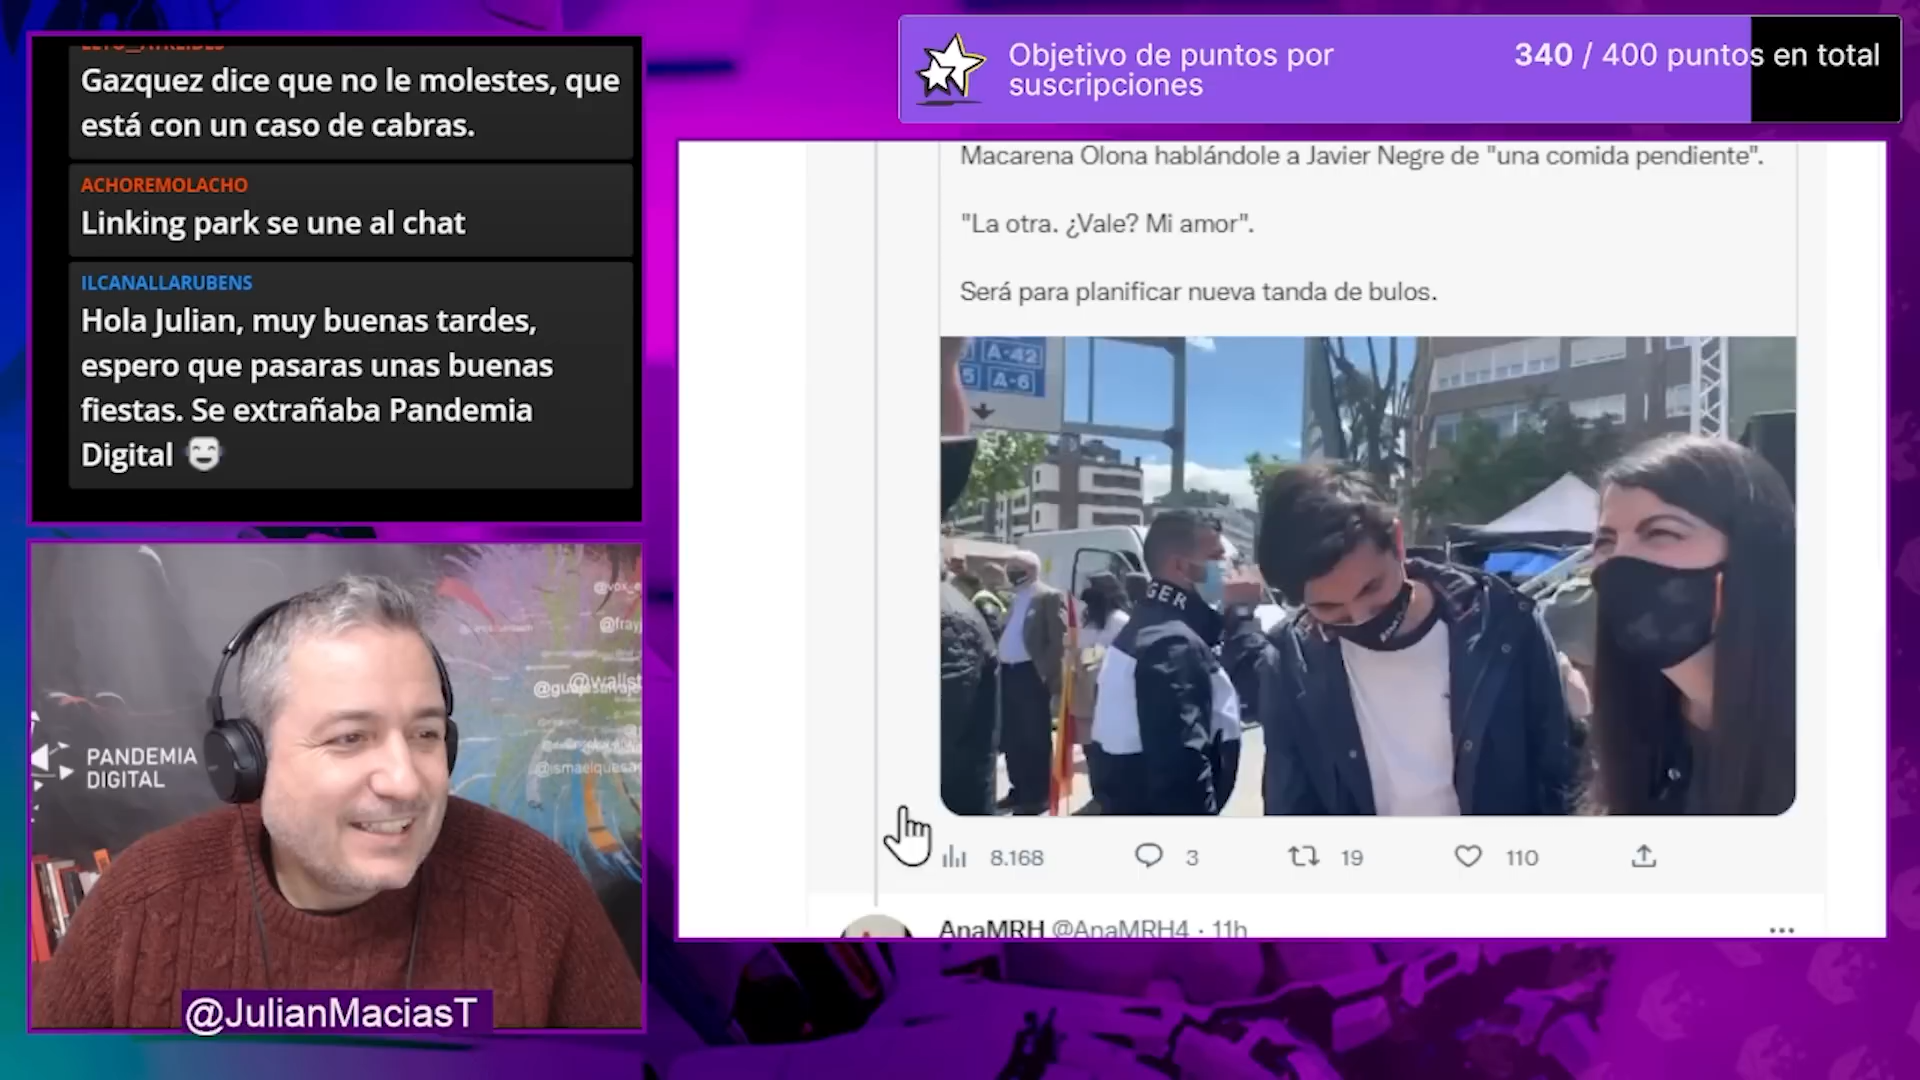 Gazquez dice que no le molestes, que
está con un caso de cabras.
ACHOREMOLACHO
Linking park se une al chat
ILCANALLARUBENS
Hola Julian, muy buenas tardes,
espero que pasaras unas buenas
fiestas. Se extrañaba Pandemia
Digital
Objetivo de puntos por
suscripciones
340 / 400 puntos en total
Macarena Olona hablándole a Javier Negre de "una comida pendiente".
"La otra. ¿Vale? Mi amor".
Será para planificar nueva tanda de bulos.
A-42
A-6
GER
8.168
3
19
110
AnaMRH @AnaMRH4 · 11h
PANDEMIA
DIGITAL
@JulianMaciasT